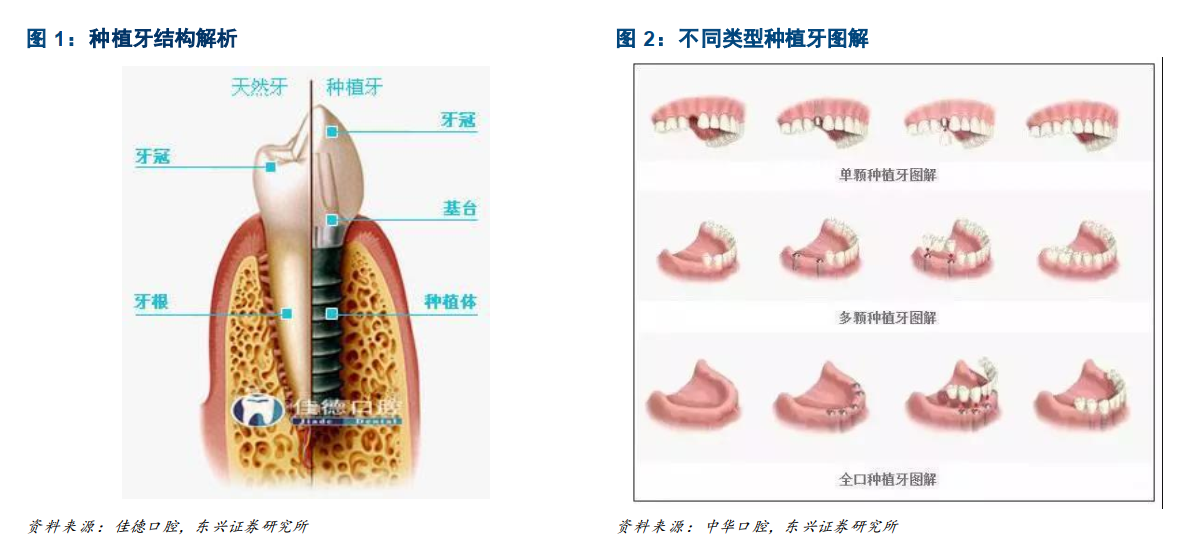 图 1：种植牙结构解析
天然牙
种植牙
牙冠
牙冠
基台
牙根
种植体
佳德口腔
Jiade Dental
资料来源：佳德口腔，东兴证券研究所
图 2：不同类型种植牙图解
单颗种植牙图解
多颗种植牙图解
全口种植牙图解
资料来源：中华口腔，东兴证券研究所